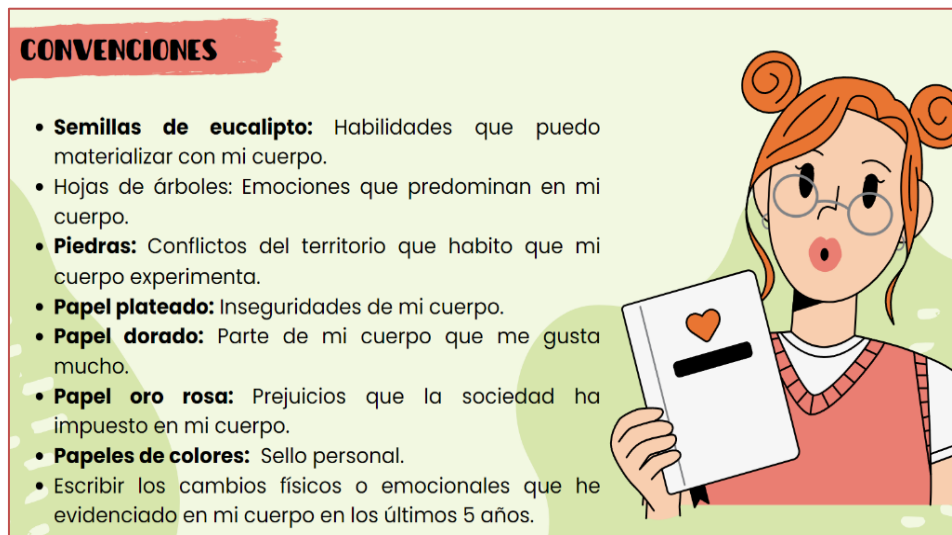 CONVENCIONES
• Semillas de eucalipto: Habilidades que puedo
materializar con mi cuerpo.
• Hojas de árboles: Emociones que predominan en mi
cuerpo.
• Piedras: Conflictos del territorio que habito que mi
cuerpo experimenta.
• Papel plateado: Inseguridades de mi cuerpo.
• Papel dorado: Parte de mi cuerpo que me gusta
mucho.
• Papel oro rosa: Prejuicios que la sociedad ha
impuesto en mi cuerpo.
• Papeles de colores: Sello personal.
• Escribir los cambios físicos o emocionales que he
evidenciado en mi cuerpo en los últimos 5 años.